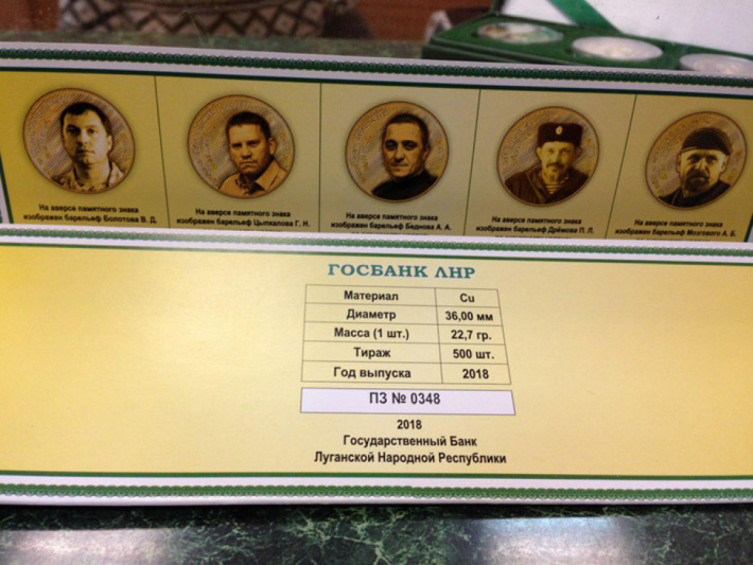 На аверсе памятного знака
изображен барельеф Болотова В. Д.
На аверсе памятного знака
изображен барельеф Цыпкалова Г. Н.
На аверсе памятного знака
изображен барельеф Беднова А. А.
На аверсе памятного знака
изображен барельеф Дрёмова П. Л.
На аверсе памятного знака
изображен барельеф Мозгового А. Б.
ГОСБАНК ЛНР
Материал Cu
Диаметр 36,00 мм
Масса (1 шт.) 22,7 гр.
Тираж 500 шт.
Год выпуска 2018
ПЗ № 0348
2018
Государственный Банк
Луганской Народной Республики